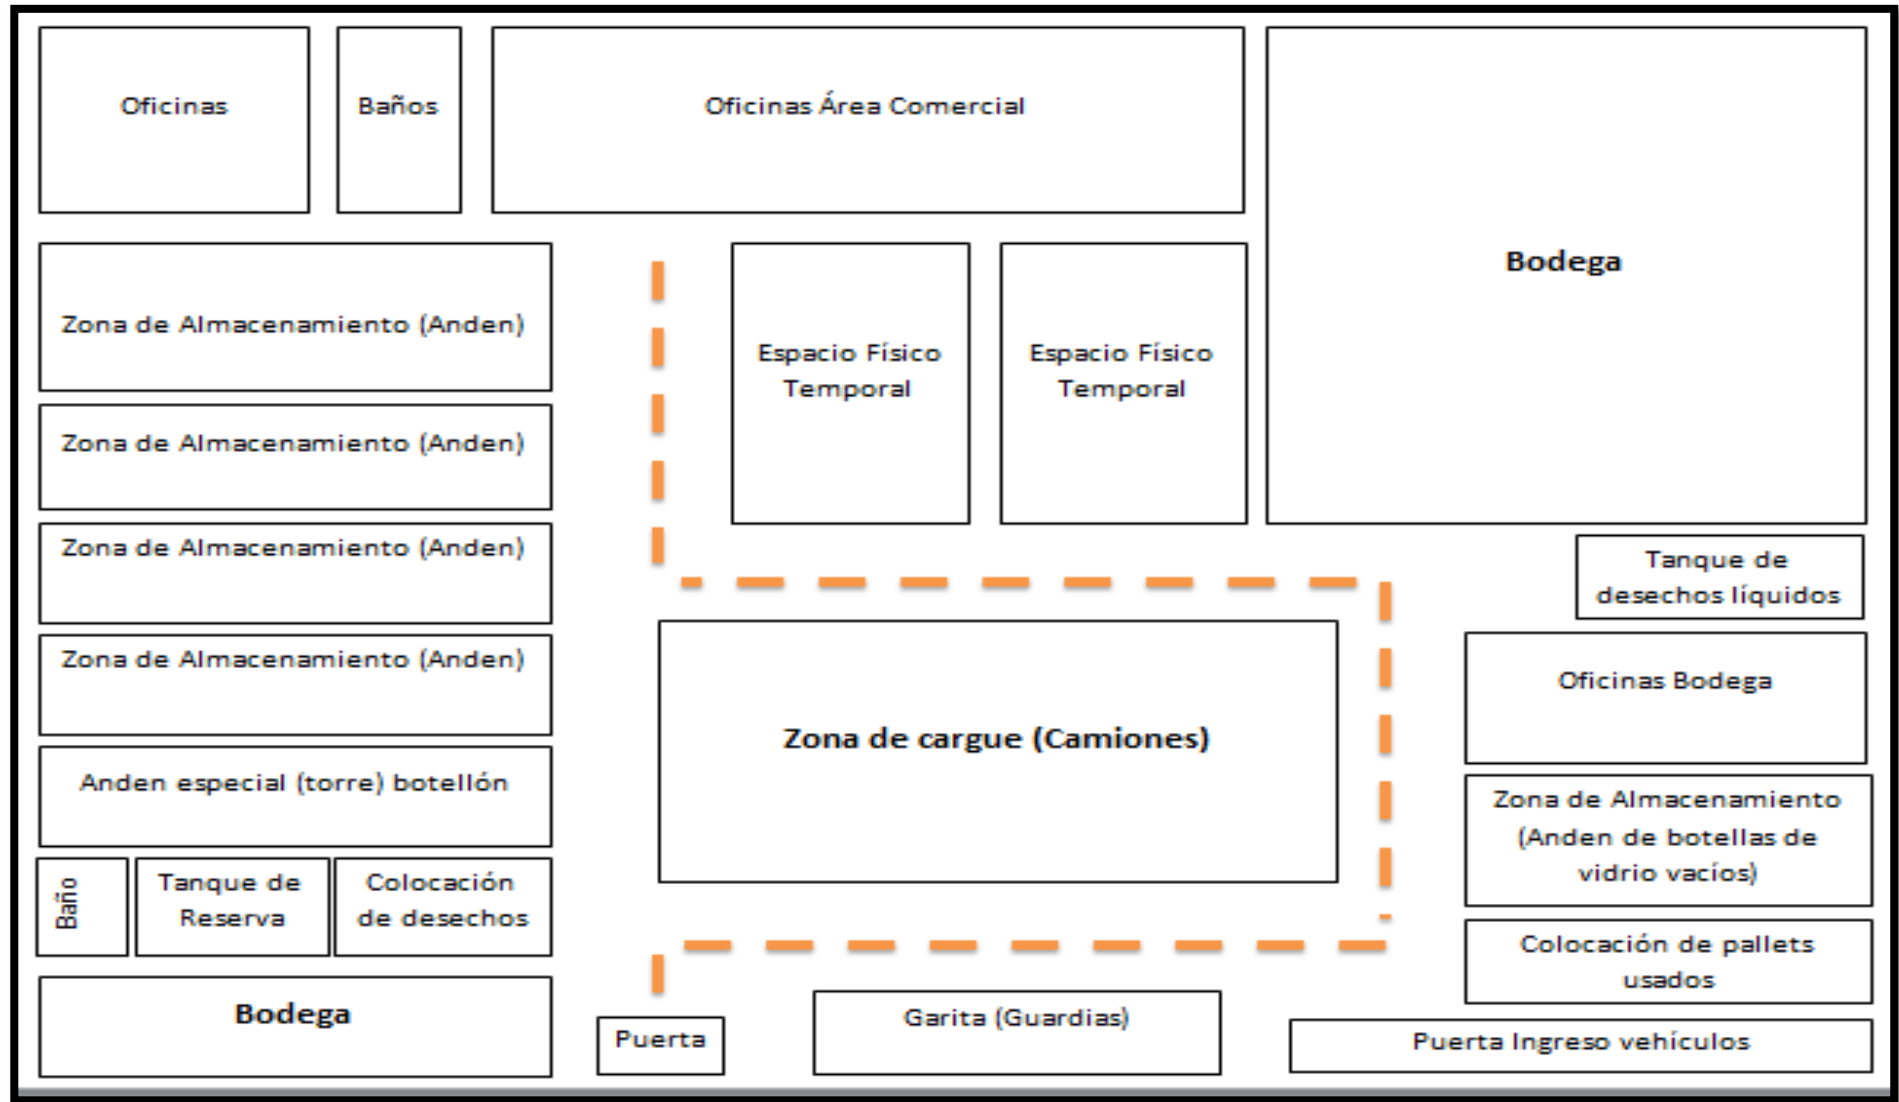 Oficinas
Baños
Oficinas Área Comercial
Bodega
Zona de Almacenamiento (Anden)
Espacio Físico
Temporal
Espacio Físico
Temporal
Zona de Almacenamiento (Anden)
Zona de Almacenamiento (Anden)
Tanque de
desechos líquidos
Zona de Almacenamiento (Anden)
Oficinas Bodega
Zona de cargue (Camiones)
Anden especial (torre) botellón
Zona de Almacenamiento
(Anden de botellas de
vidrio vacíos)
Baño
Tanque de
Reserva
Colocación
de desechos
Colocación de pallets
usados
Bodega
Puerta
Garita (Guardias)
Puerta Ingreso vehículos